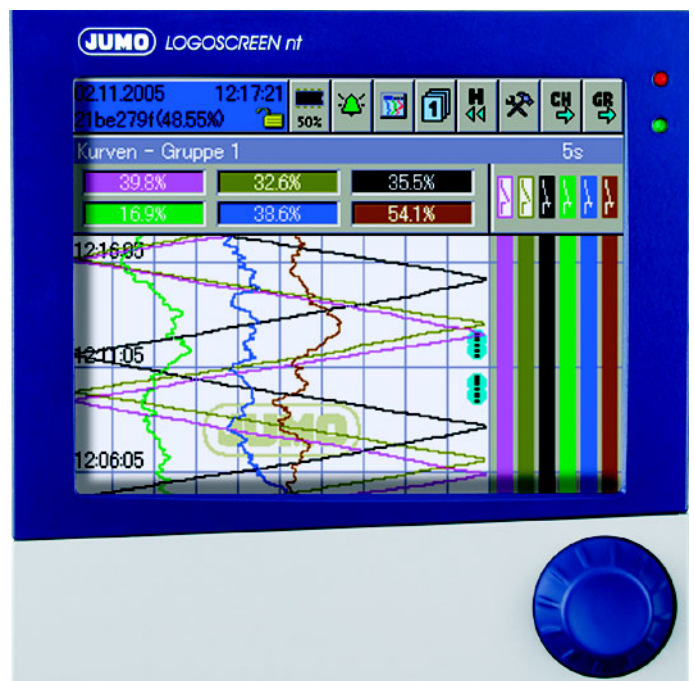 JUMO LOGOSCREEN nt
02.11.2005 12:17:21
21be279f(48.55%)
50%
1
H
CH
GR
Kurven - Gruppe 1 5s
39.8% 32.6% 35.5%
16.9% 38.6% 54.1%
12:16:05
12:11:05
JUMO
12:06:05